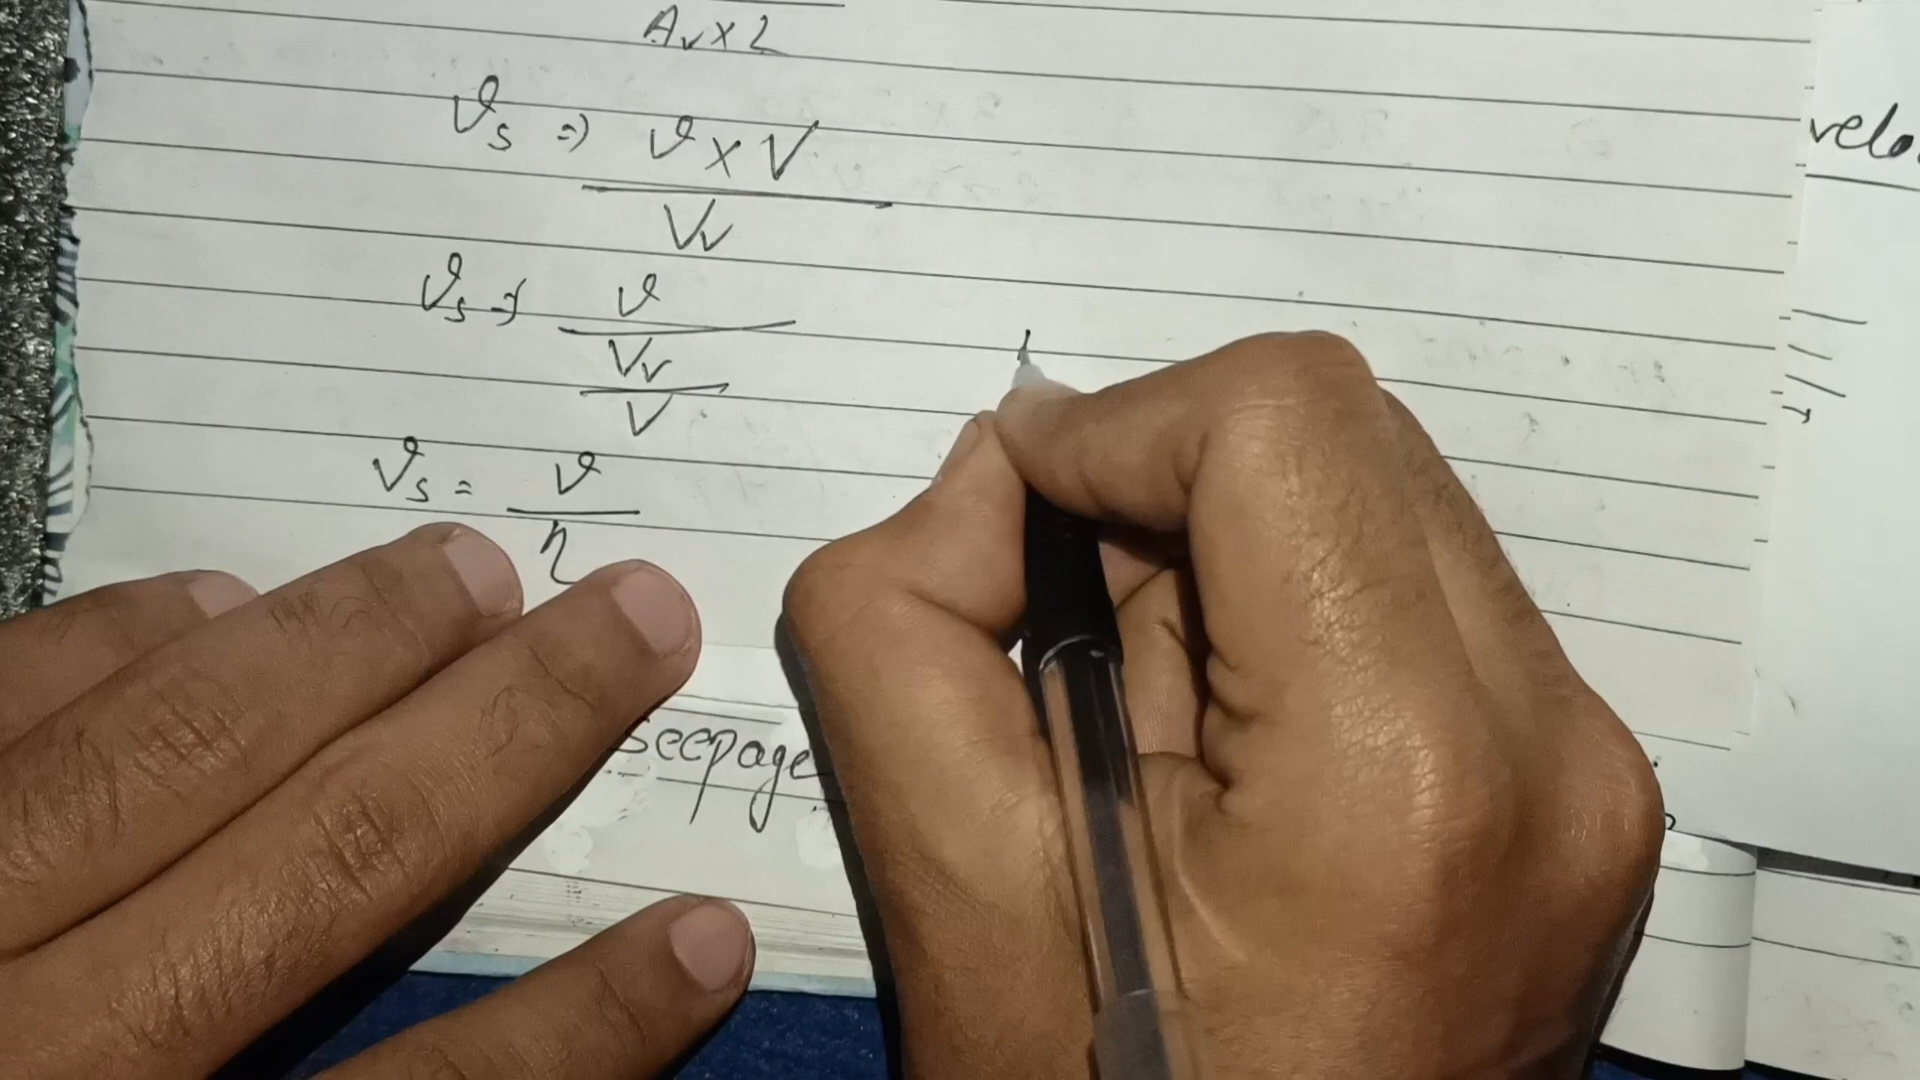 Av x L
vs => v x V / Vv
velo
vs => v / Vv / V
vs = v / n
Seepage